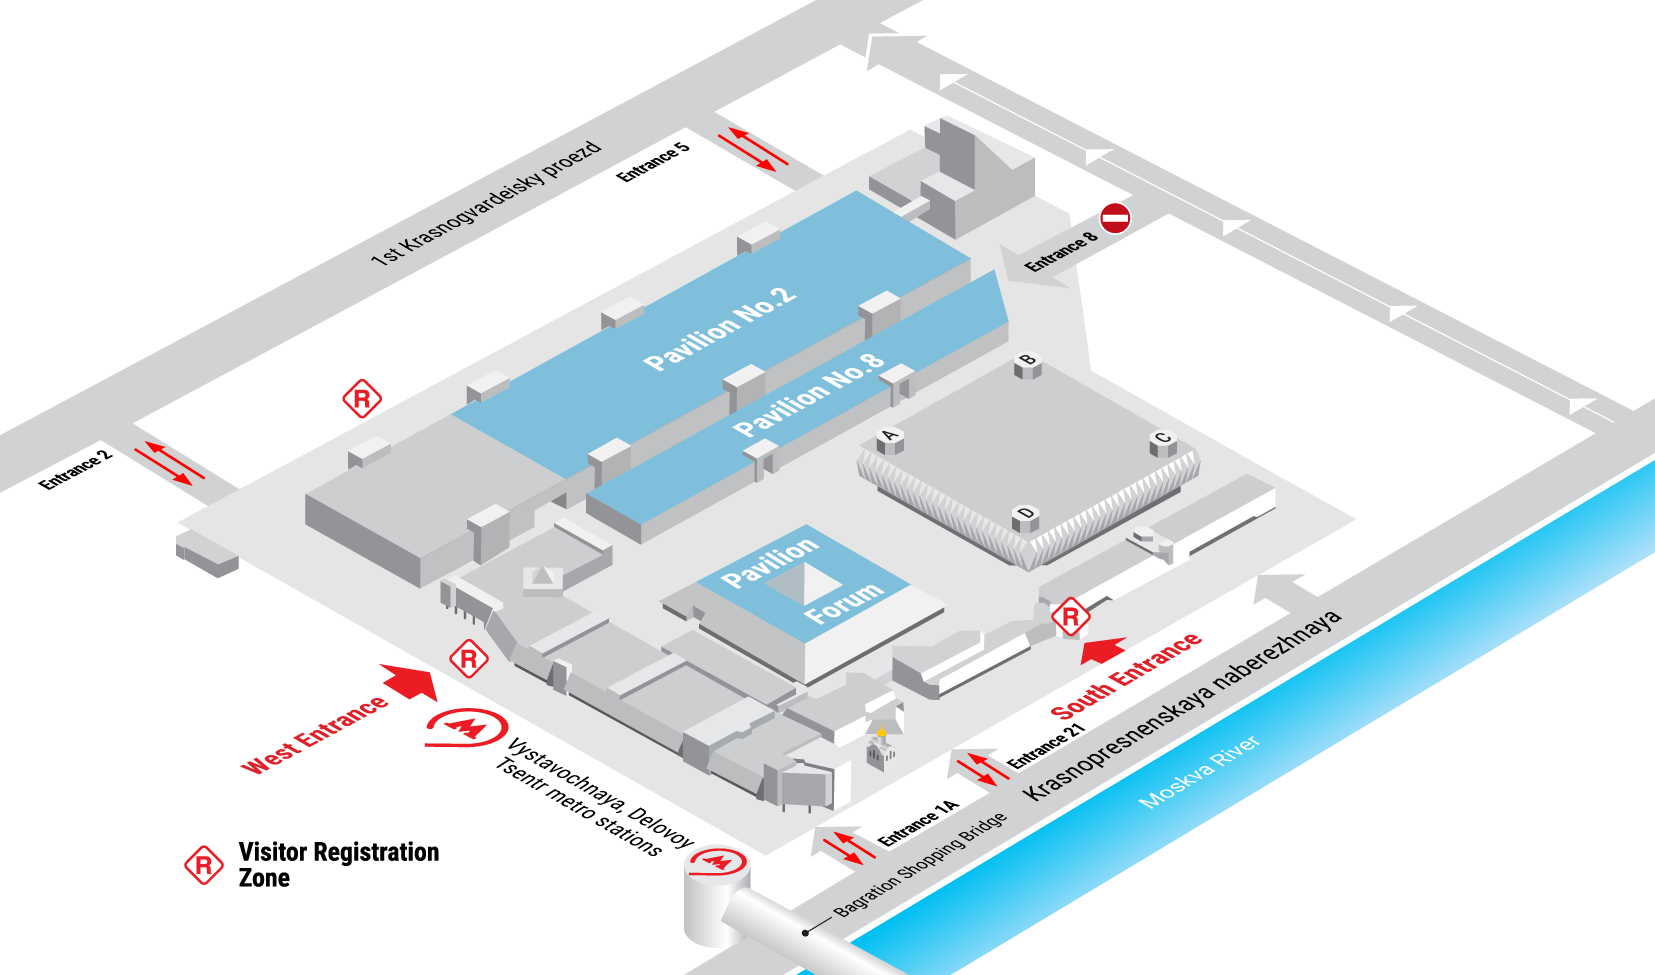 1st Krasnogvardeisky proezd
Entrance 5
Entrance 8
Entrance 2
Pavilion No.2
Pavilion No.8
R
A
B
C
D
Pavilion
Forum
R
R
West Entrance
South Entrance
Vystavochnaya, Delovoy
Tsentr metro stations
Entrance 21
Entrance 1A
Krasnopresnenskaya naberezhnaya
Moskva River
Bagration Shopping Bridge
R
Visitor Registration
Zone